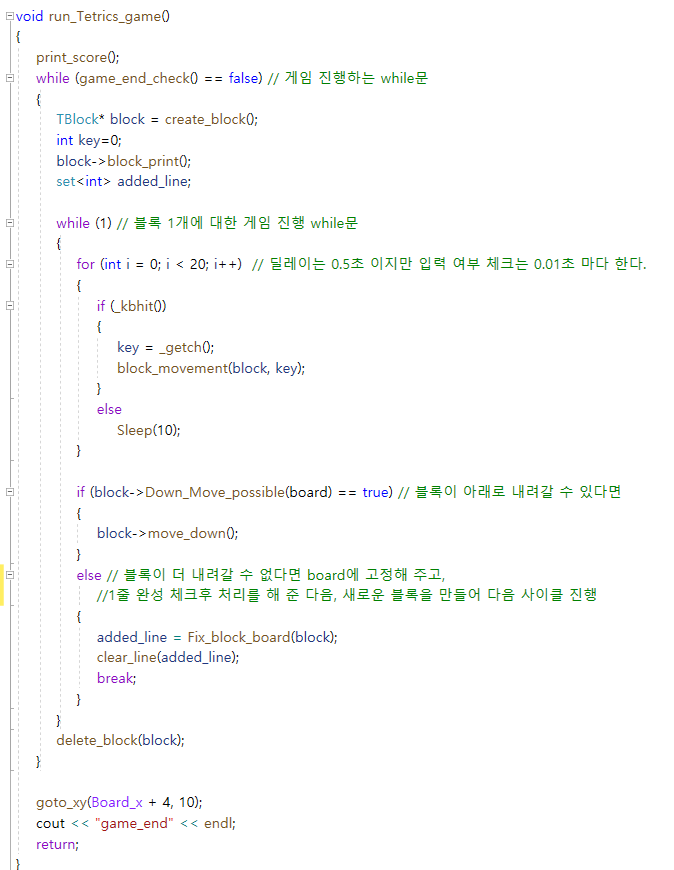 void run_Tetrics_game()
{
    print_score();
    while (game_end_check() == false) // 게임 진행하는 while문
    {
        TBlock* block = create_block();
        int key=0;
        block->block_print();
        set<int> added_line;

        while (1) // 블록 1개에 대한 게임 진행 while문
        {
            for (int i = 0; i < 20; i++)  // 딜레이는 0.5초 이지만 입력 여부 체크는 0.01초 마다 한다.
            {
                if (_kbhit())
                {
                    key = _getch();
                    block_movement(block, key);
                }
                else
                    Sleep(10);
            }

            if (block->Down_Move_possible(board) == true) // 블록이 아래로 내려갈 수 있다면
            {
                block->move_down();
            }
            else // 블록이 더 내려갈 수 없다면 board에 고정해 주고,
                //1줄 완성 체크후 처리를 해 준 다음, 새로운 블록을 만들어 다음 사이클 진행
            {
                added_line = Fix_block_board(block);
                clear_line(added_line);
                break;
            }
        }
        delete_block(block);
    }

    goto_xy(Board_x + 4, 10);
    cout << "game_end" << endl;
    return;
}